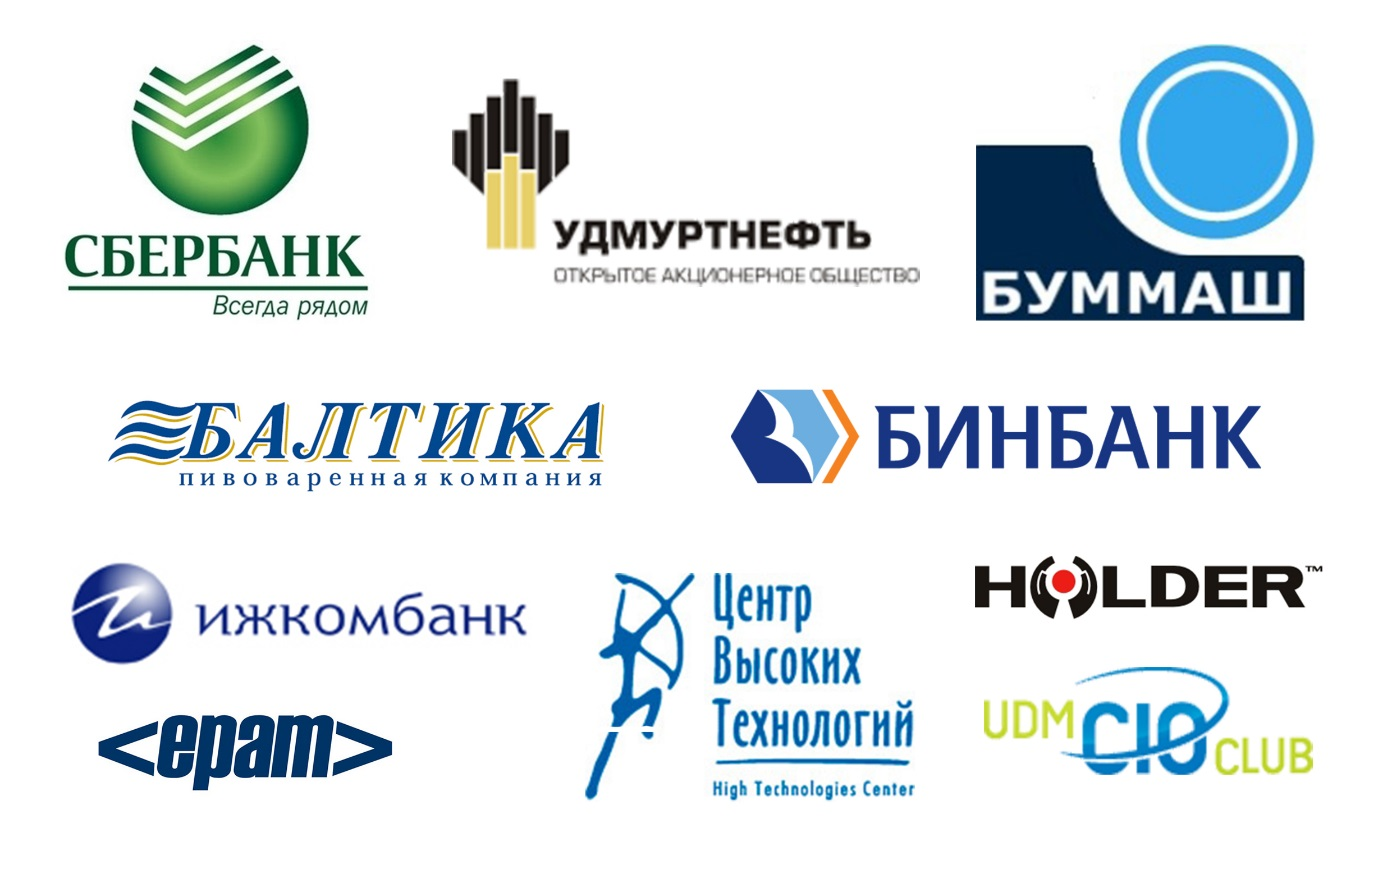 СБЕРБАНК
Всегда рядом
УДМУРТНЕФТЬ
ОТКРЫТОЕ АКЦИОНЕРНОЕ ОБЩЕСТВО
БУММАШ
БАЛТИКА
пивоваренная компания
БИНБАНК
ижкомбанк
<epam>
Центр
Высоких
Технологий
High Technologies Center
HOLDER™
UDM CIO CLUB